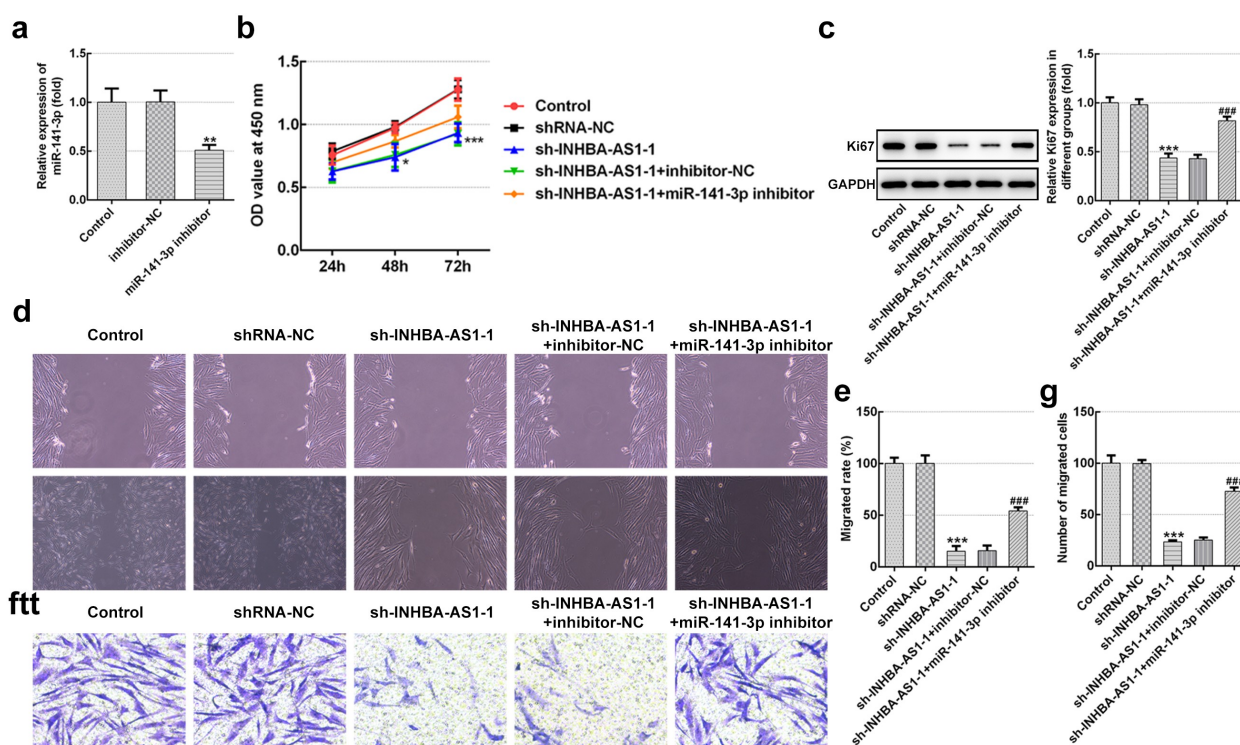 a
Relative expression of
miR-141-3p (fold)
1.5
1.0
0.5
0.0
**
Control
inhibitor-NC
miR-141-3p inhibitor
b
OD value at 450 nm
1.5
1.0
0.5
0.0
24h
48h
72h
*
***
Control
shRNA-NC
sh-INHBA-AS1-1
sh-INHBA-AS1-1+inhibitor-NC
sh-INHBA-AS1-1+miR-141-3p inhibitor
c
Ki67
GAPDH
Control
shRNA-NC
sh-INHBA-AS1-1
sh-INHBA-AS1-1+inhibitor-NC
sh-INHBA-AS1-1+miR-141-3p inhibitor
Relative Ki67 expression in
different groups (fold)
1.5
1.0
0.5
0.0
***
###
Control
shRNA-NC
sh-INHBA-AS1-1
sh-INHBA-AS1-1+inhibitor-NC
sh-INHBA-AS1-1+miR-141-3p inhibitor
d
Control
shRNA-NC
sh-INHBA-AS1-1
sh-INHBA-AS1-1
+inhibitor-NC
sh-INHBA-AS1-1
+miR-141-3p inhibitor
e
Migrated rate (%)
150
100
50
0
***
###
Control
shRNA-NC
sh-INHBA-AS1-1
sh-INHBA-AS1-1+inhibitor-NC
sh-INHBA-AS1-1+miR-141-3p inhibitor
g
Number of migrated cells
150
100
50
0
***
###
Control
shRNA-NC
sh-INHBA-AS1-1
sh-INHBA-AS1-1+inhibitor-NC
sh-INHBA-AS1-1+miR-141-3p inhibitor
ftt
Control
shRNA-NC
sh-INHBA-AS1-1
sh-INHBA-AS1-1
+inhibitor-NC
sh-INHBA-AS1-1
+miR-141-3p inhibitor